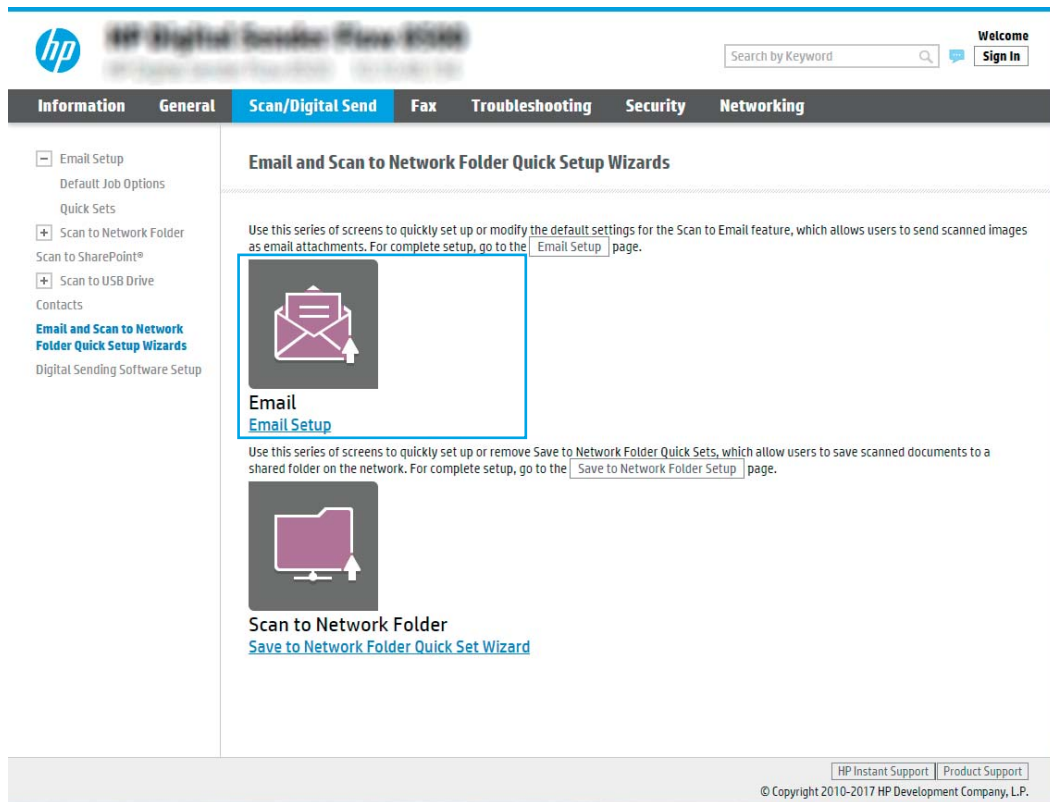 hp
Welcome
Search by Keyword
Sign In
Information General Scan/Digital Send Fax Troubleshooting Security Networking
Email Setup
Default Job Options
Quick Sets
Scan to Network Folder
Scan to SharePoint®
Scan to USB Drive
Contacts
Email and Scan to Network
Folder Quick Setup Wizards
Digital Sending Software Setup
Email and Scan to Network Folder Quick Setup Wizards
Use this series of screens to quickly set up or modify the default settings for the Scan to Email feature, which allows users to send scanned images
as email attachments. For complete setup, go to the Email Setup page.
Email
Email Setup
Use this series of screens to quickly set up or remove Save to Network Folder Quick Sets, which allow users to save scanned documents to a
shared folder on the network. For complete setup, go to the Save to Network Folder Setup page.
Scan to Network Folder
Save to Network Folder Quick Set Wizard
HP Instant Support Product Support
© Copyright 2010-2017 HP Development Company, L.P.